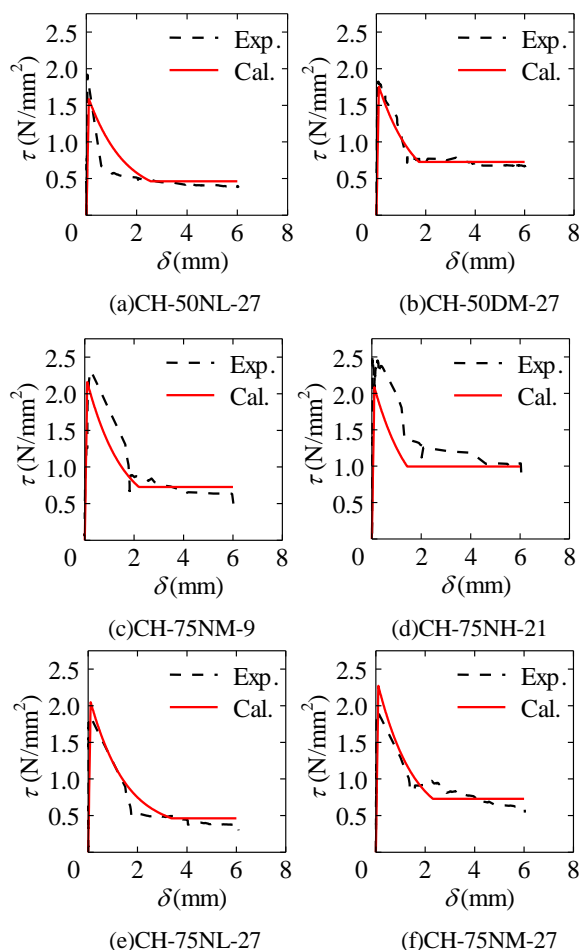 2.5
2.0
1.5
1.0
0.5
0 2 4 6 8
τ (N/mm²)
δ(mm)
Exp.
Cal.
(a)CH-50NL-27
2.5
2.0
1.5
1.0
0.5
0 2 4 6 8
τ (N/mm²)
δ(mm)
Exp.
Cal.
(b)CH-50DM-27
2.5
2.0
1.5
1.0
0.5
0 2 4 6 8
τ (N/mm²)
δ(mm)
Exp.
Cal.
(c)CH-75NM-9
2.5
2.0
1.5
1.0
0.5
0 2 4 6 8
τ (N/mm²)
δ(mm)
Exp.
Cal.
(d)CH-75NH-21
2.5
2.0
1.5
1.0
0.5
0 2 4 6 8
τ (N/mm²)
δ(mm)
Exp.
Cal.
(e)CH-75NL-27
2.5
2.0
1.5
1.0
0.5
0 2 4 6 8
τ (N/mm²)
δ(mm)
Exp.
Cal.
(f)CH-75NM-27